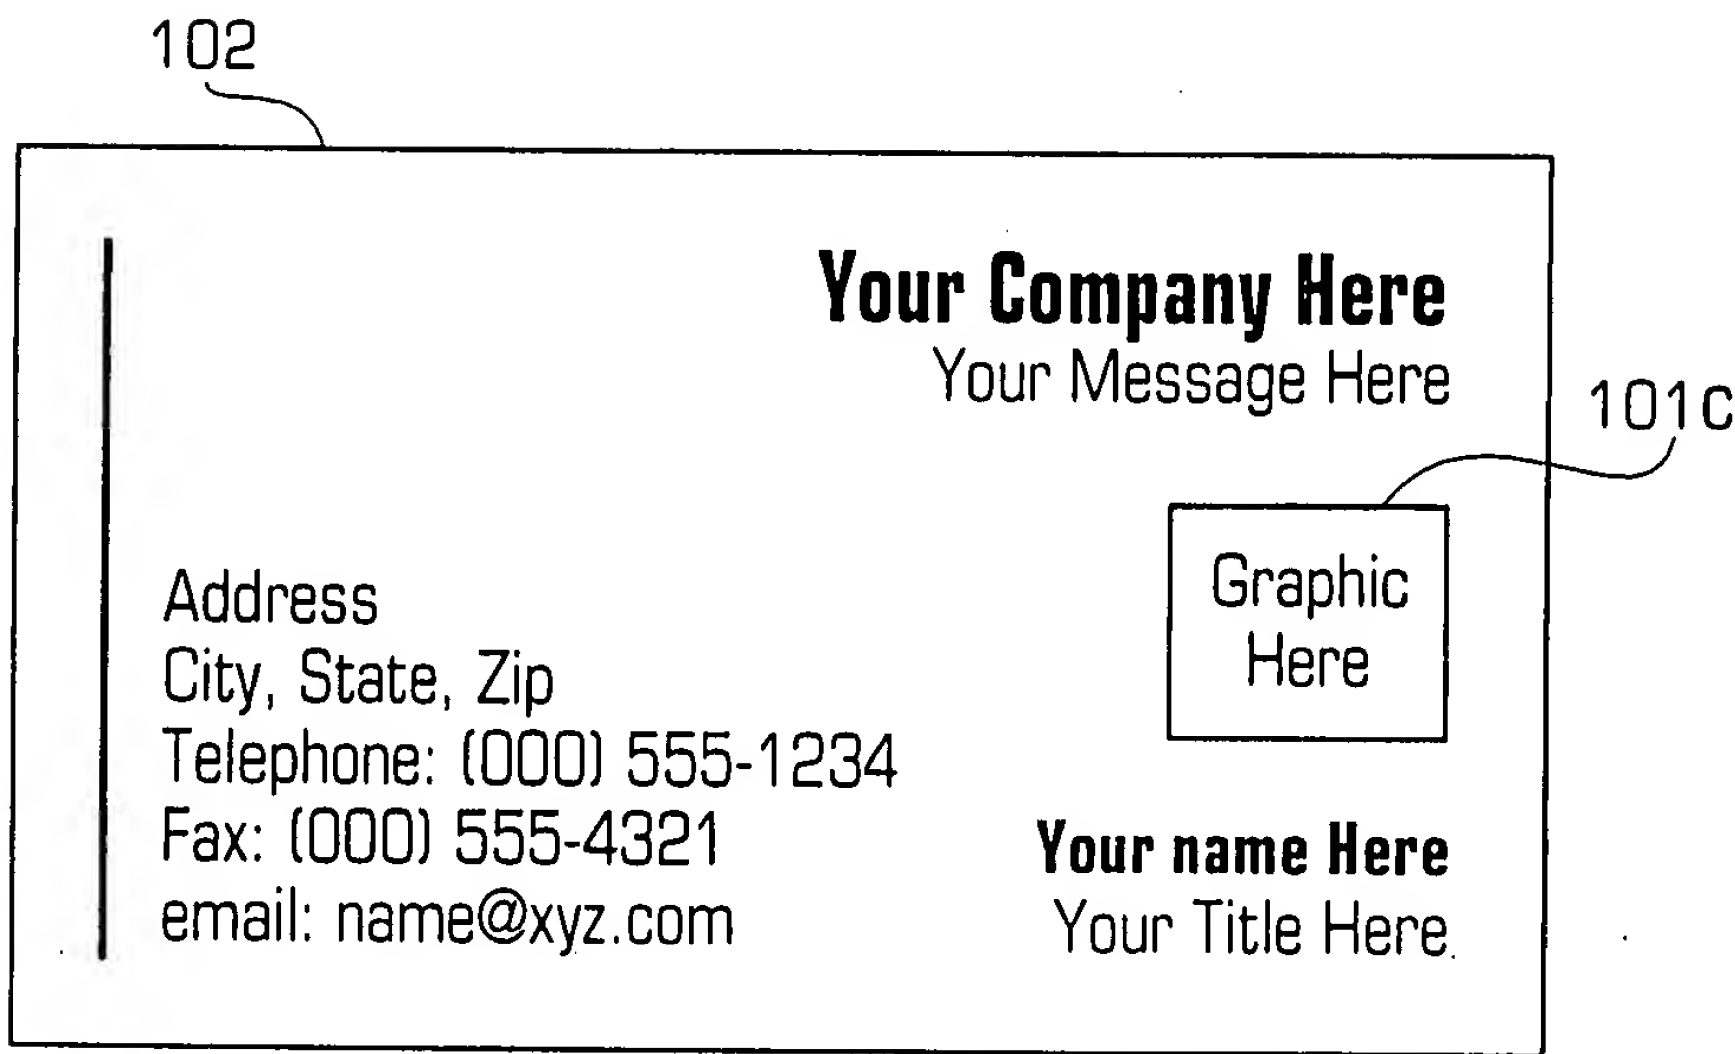 102
Your Company Here
Your Message Here
101C
Graphic
Here
Address
City, State, Zip
Telephone: (000) 555-1234
Fax: (000) 555-4321
email: name@xyz.com
Your name Here
Your Title Here